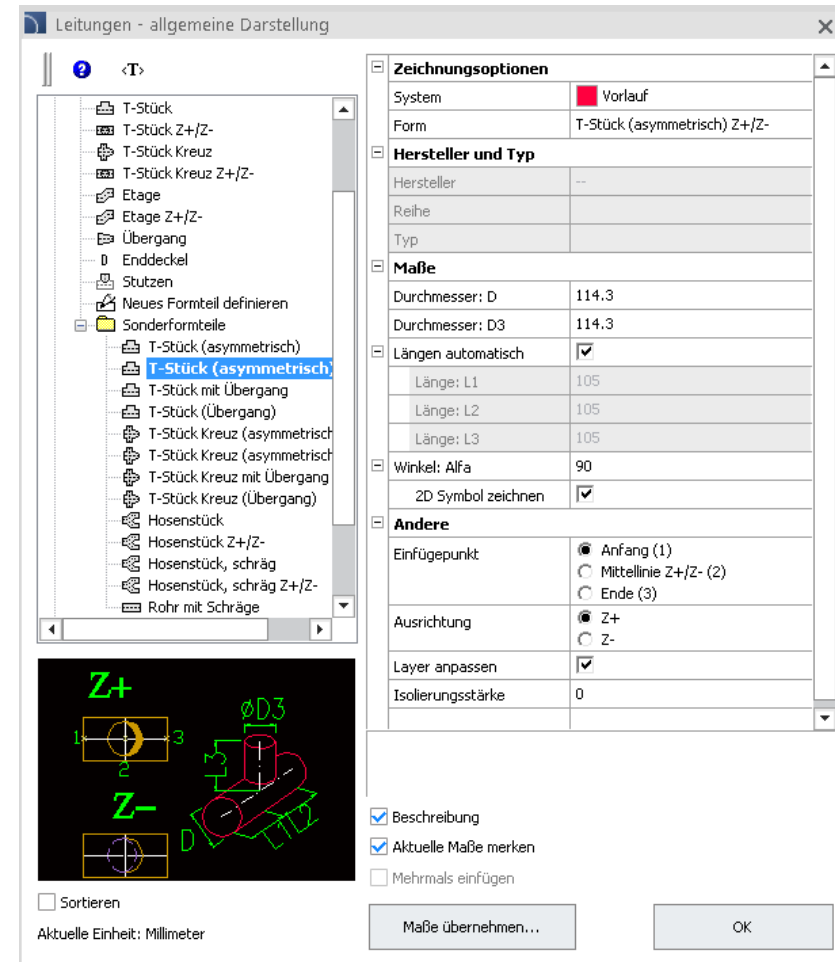 Leitungen - allgemeine Darstellung
<T>
T-Stück
T-Stück Z+/Z-
T-Stück Kreuz
T-Stück Kreuz Z+/Z-
Etage
Etage Z+/Z-
Übergang
Enddeckel
Stutzen
Neues Formteil definieren
Sonderformteile
T-Stück (asymmetrisch)
T-Stück (asymmetrisch)
T-Stück mit Übergang
T-Stück (Übergang)
T-Stück Kreuz (asymmetrisch
T-Stück Kreuz (asymmetrisch
T-Stück Kreuz mit Übergang
T-Stück Kreuz (Übergang)
Hosenstück
Hosenstück Z+/Z-
Hosenstück, schräg
Hosenstück, schräg Z+/Z-
Rohr mit Schräge
Z+
1
3
2
Z-
øD3
L3
D
L1
L2
Sortieren
Aktuelle Einheit: Millimeter
Zeichnungsoptionen
System Vorlauf
Form T-Stück (asymmetrisch) Z+/Z-
Hersteller und Typ
Hersteller --
Reihe
Typ
Maße
Durchmesser: D 114.3
Durchmesser: D3 114.3
Längen automatisch
Länge: L1 105
Länge: L2 105
Länge: L3 105
Winkel: Alfa 90
2D Symbol zeichnen
Andere
Einfügepunkt Anfang (1)
Mittellinie Z+/Z- (2)
Ende (3)
Ausrichtung Z+
Z-
Layer anpassen
Isolierungsstärke 0
Beschreibung
Aktuelle Maße merken
Mehrmals einfügen
Maße übernehmen...
OK